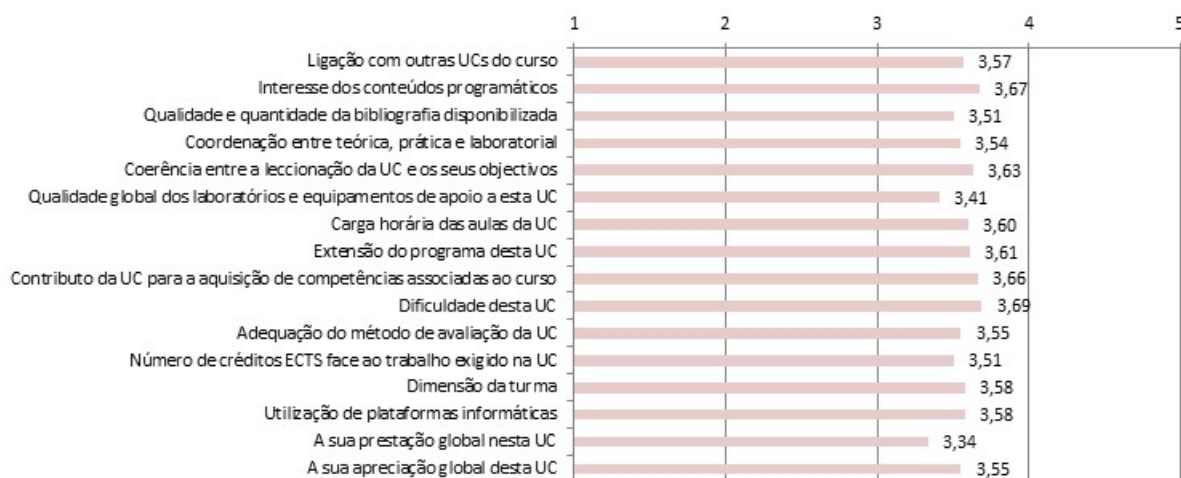 1 2 3 4 5
Ligação com outras UCs do curso 3,57
Interesse dos conteúdos programáticos 3,67
Qualidade e quantidade da bibliografia disponibilizada 3,51
Coordenação entre teórica, prática e laboratorial 3,54
Coerência entre a leccionação da UC e os seus objectivos 3,63
Qualidade global dos laboratórios e equipamentos de apoio a esta UC 3,41
Carga horária das aulas da UC 3,60
Extensão do programa desta UC 3,61
Contributo da UC para a aquisição de competências associadas ao curso 3,66
Dificuldade desta UC 3,69
Adequação do método de avaliação da UC 3,55
Número de créditos ECTS face ao trabalho exigido na UC 3,51
Dimensão da turma 3,58
Utilização de plataformas informáticas 3,58
A sua prestação global nesta UC 3,34
A sua apreciação global desta UC 3,55